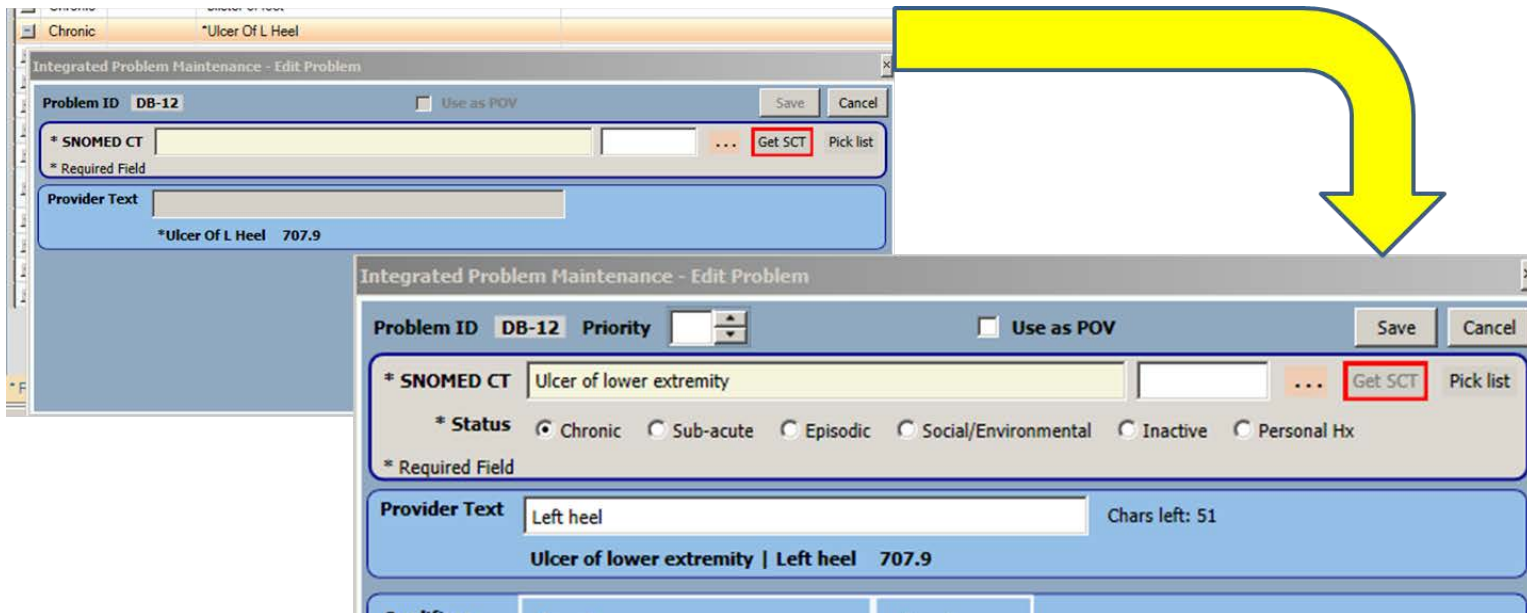 Chronic *Ulcer Of L Heel
Integrated Problem Maintenance - Edit Problem
Problem ID DB-12 Use as POV Save Cancel
* SNOMED CT ... Get SCT Pick list
* Required Field
Provider Text
*Ulcer Of L Heel 707.9
Integrated Problem Maintenance - Edit Problem
Problem ID DB-12 Priority Use as POV Save Cancel
* SNOMED CT Ulcer of lower extremity ... Get SCT Pick list
* Status Chronic Sub-acute Episodic Social/Environmental Inactive Personal Hx
* Required Field
Provider Text Left heel Chars left: 51
Ulcer of lower extremity | Left heel 707.9